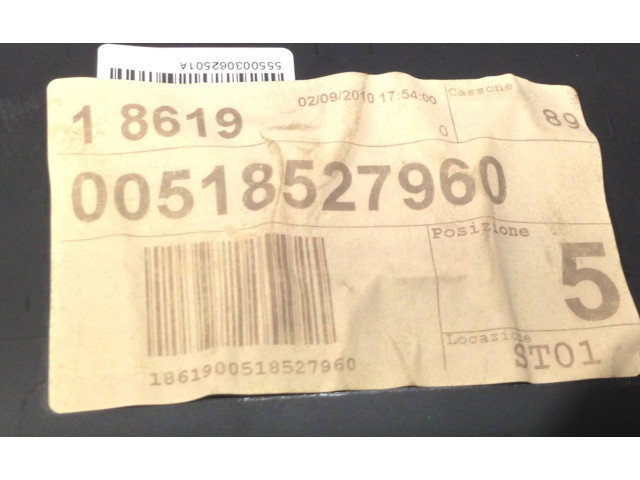 555003062501A
1 8619
02/09/2010 17:54:00
0
Cassone
89
00518527960
Posizione
5
Locazione
ST01
1861900518527960